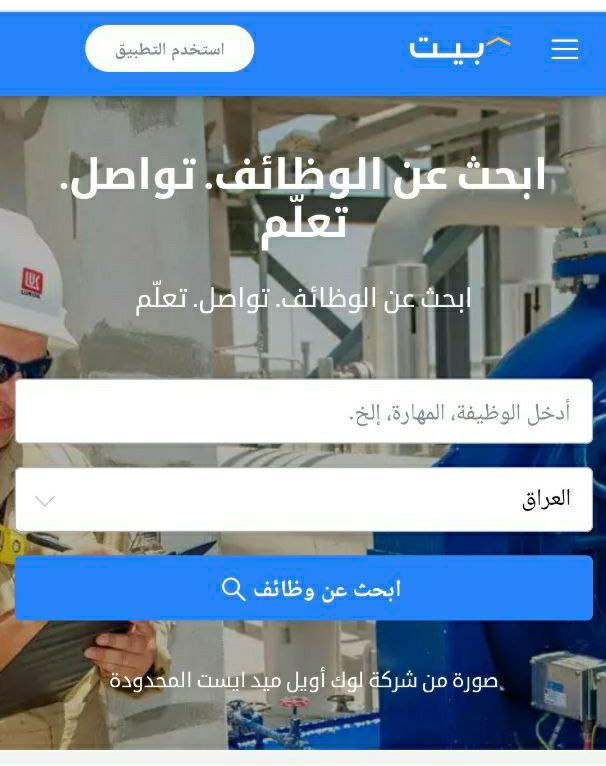 بيت
استخدم التطبيق
ابحث عن الوظائف. تواصل.
تعلّم
ابحث عن الوظائف. تواصل. تعلّم
أدخل الوظيفة، المهارة، إلخ.
العراق
ابحث عن وظائف
صورة من شركة لوك أويل ميد ايست المحدودة